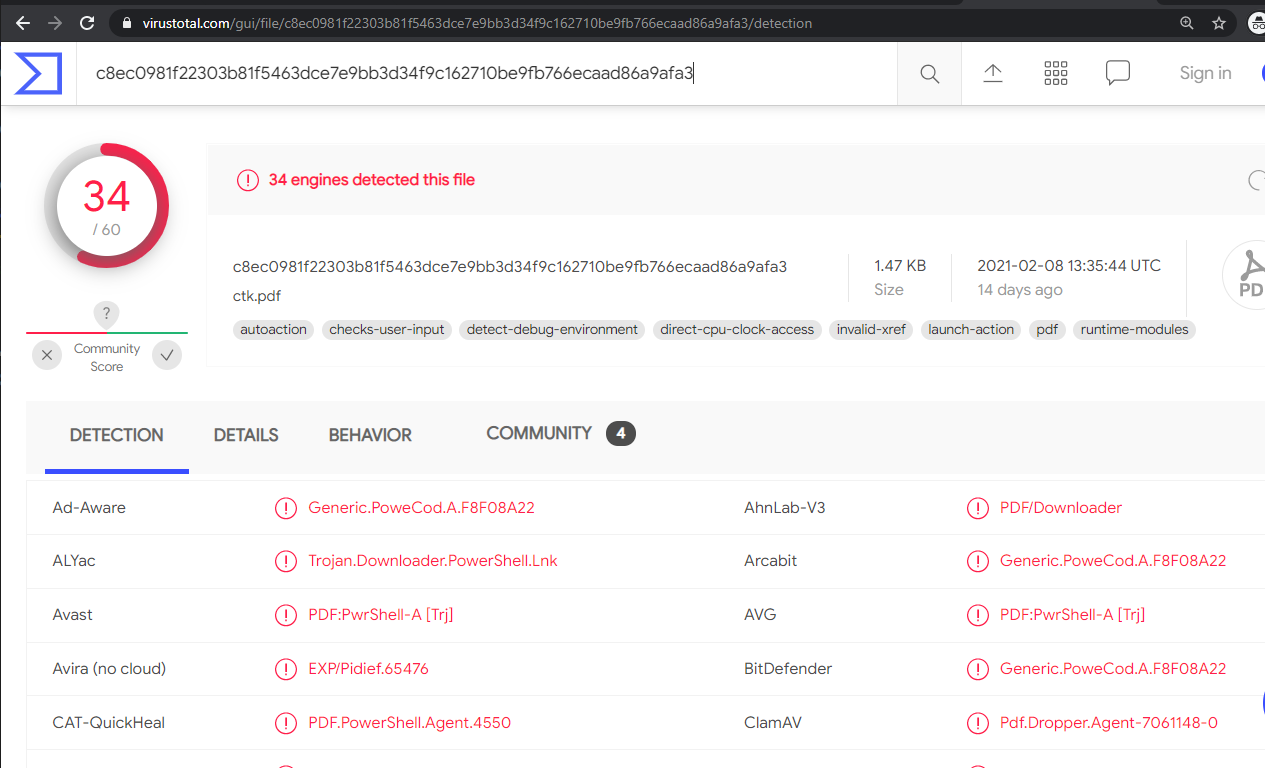 virustotal.com/gui/file/c8ec0981f22303b81f5463dce7e9bb3d34f9c162710be9fb766ecaad86a9afa3/detection
c8ec0981f22303b81f5463dce7e9bb3d34f9c162710be9fb766ecaad86a9afa3
Sign in
34
/ 60
34 engines detected this file
c8ec0981f22303b81f5463dce7e9bb3d34f9c162710be9fb766ecaad86a9afa3
ctk.pdf
1.47 KB
Size
2021-02-08 13:35:44 UTC
14 days ago
PD
autoaction checks-user-input detect-debug-environment direct-cpu-clock-access invalid-xref launch-action pdf runtime-modules
?
Community
Score
DETECTION DETAILS BEHAVIOR COMMUNITY 4
Ad-Aware Generic.PoweCod.A.F8F08A22 AhnLab-V3 PDF/Downloader
ALYac Trojan.Downloader.PowerShell.Lnk Arcabit Generic.PoweCod.A.F8F08A22
Avast PDF:PwrShell-A [Trj] AVG PDF:PwrShell-A [Trj]
Avira (no cloud) EXP/Pidief.65476 BitDefender Generic.PoweCod.A.F8F08A22
CAT-QuickHeal PDF.PowerShell.Agent.4550 ClamAV Pdf.Dropper.Agent-7061148-0